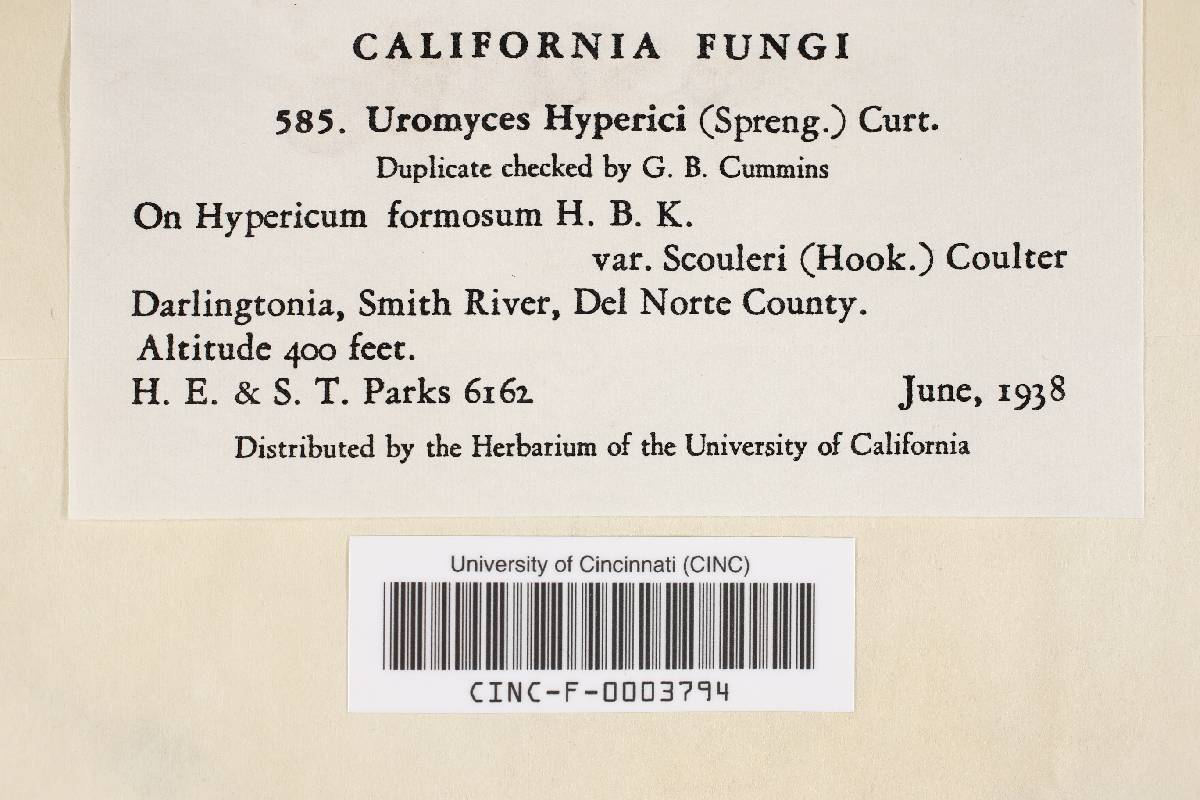 CALIFORNIA FUNGI
585. Uromyces Hyperici (Spreng.) Curt.
Duplicate checked by G. B. Cummins
On Hypericum formosum H. B. K.
var. Scouleri (Hook.) Coulter
Darlingtonia, Smith River, Del Norte County.
Altitude 400 feet.
H. E. & S. T. Parks 6162 June, 1938
Distributed by the Herbarium of the University of California
University of Cincinnati (CINC)
CINC-F-0003794